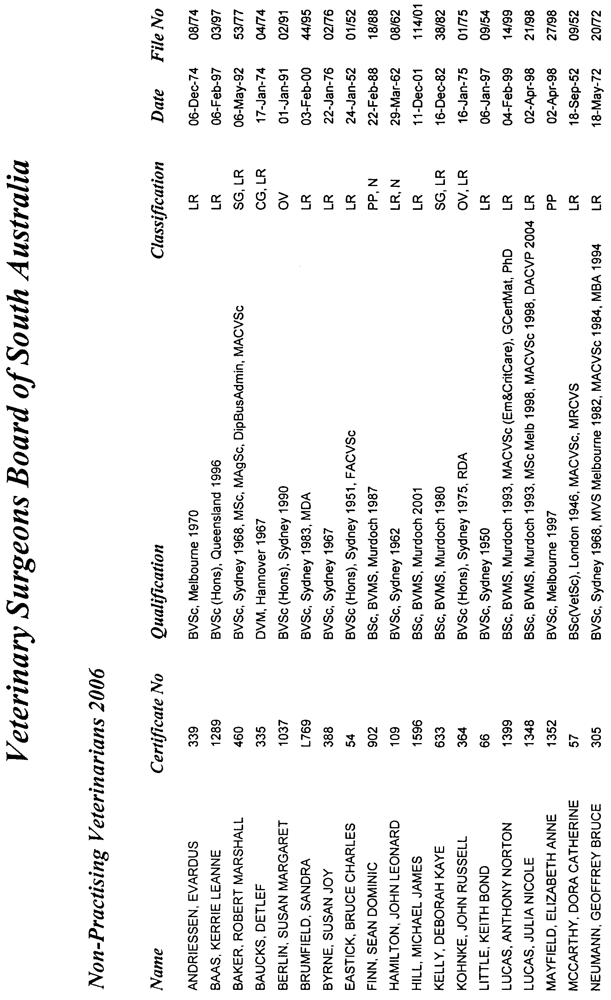 Veterinary Surgeons Board of South Australia
Non-Practising Veterinarians 2006
Name Certificate No Qualification Classification Date File No
ANDRIESSEN, EVARDUS 339 BVSc, Melbourne 1970 LR 06-Dec-74 08/74
BAAS, KERRIE LEANNE 1289 BVSc (Hons), Queensland 1996 LR 06-Feb-97 03/97
BAKER, ROBERT MARSHALL 460 BVSc, Sydney 1968, MSc, MAgSc, DipBusAdmin, MACVSc SG, LR 06-May-92 53/77
BAUCKS, DETLEF 335 DVM, Hannover 1967 CG, LR 17-Jan-74 04/74
BERLIN, SUSAN MARGARET 1037 BVSc (Hons), Sydney 1990 OV 01-Jan-91 02/91
BRUMFIELD, SANDRA L769 BVSc, Sydney 1983, MDA LR 03-Feb-00 44/95
BYRNE, SUSAN JOY 388 BVSc, Sydney 1967 LR 22-Jan-76 02/76
EASTICK, BRUCE CHARLES 54 BVSc (Hons), Sydney 1951, FACVSc LR 24-Jan-52 01/52
FINN, SEAN DOMINIC 902 BSc, BVMS, Murdoch 1987 PP, N 22-Feb-88 18/88
HAMILTON, JOHN LEONARD 109 BVSc, Sydney 1962 LR, N 29-Mar-62 08/62
HILL, MICHAEL JAMES 1596 BSc, BVMS, Murdoch 2001 LR 11-Dec-01 114/01
KELLY, DEBORAH KAYE 633 BSc, BVMS, Murdoch 1980 SG, LR 16-Dec-82 38/82
KOHNKE, JOHN RUSSELL 364 BVSc (Hons), Sydney 1975, RDA OV, LR 16-Jan-75 01/75
LITTLE, KEITH BOND 66 BVSc, Sydney 1950 LR 06-Jan-97 09/54
LUCAS, ANTHONY NORTON 1399 BSc, BVMS, Murdoch 1993, MACVSc (Em&CritCare), GCertMat, PhD LR 04-Feb-99 14/99
LUCAS, JULIA NICOLE 1348 BSc, BVMS, Murdoch 1993, MSc Melb 1998, MACVSc 1998, DACVP 2004 LR 02-Apr-98 21/98
MAYFIELD, ELIZABETH ANNE 1352 BVSc, Melbourne 1997 PP 02-Apr-98 27/98
MCCARTHY, DORA CATHERINE 57 BSc(VetSc), London 1946, MACVSc, MRCVS LR 18-Sep-52 09/52
NEUMANN, GEOFFREY BRUCE 305 BVSc, Sydney 1968, MVS Melbourne 1982, MACVSc 1984, MBA 1994 LR 18-May-72 20/72